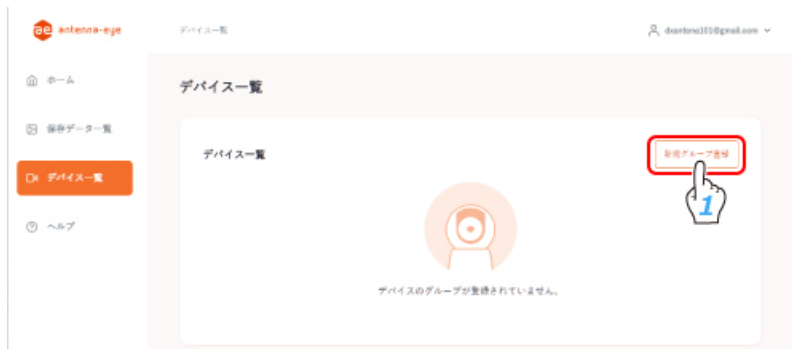 ae antenna-eye
デバイス一覧
dxantena101@gmail.com
ホーム
デバイス一覧
保存データ一覧
デバイス一覧
新規グループ登録
デバイス一覧
1
ヘルプ
デバイスのグループが登録されていません。